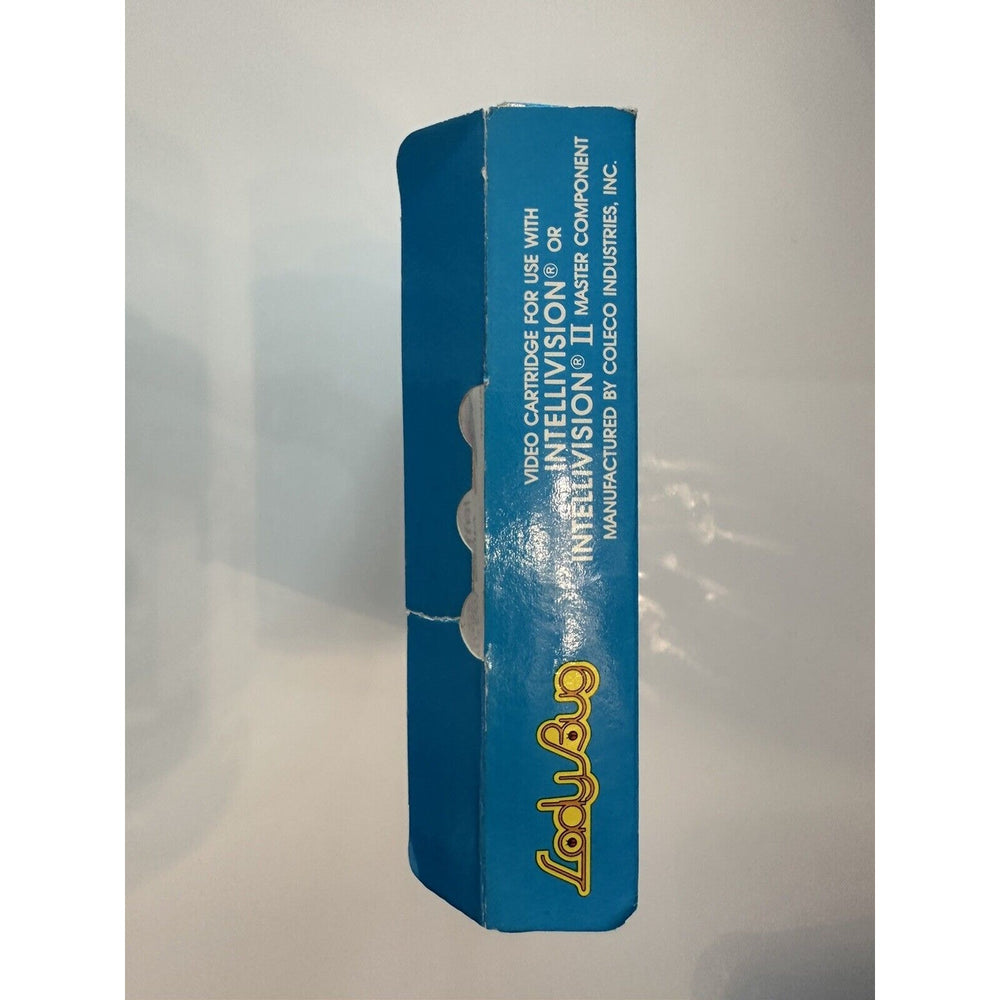 Lady Bug
VIDEO CARTRIDGE FOR USE WITH
INTELLIVISION® OR
INTELLIVISION® II MASTER COMPONENT
MANUFACTURED BY COLECO INDUSTRIES, INC.